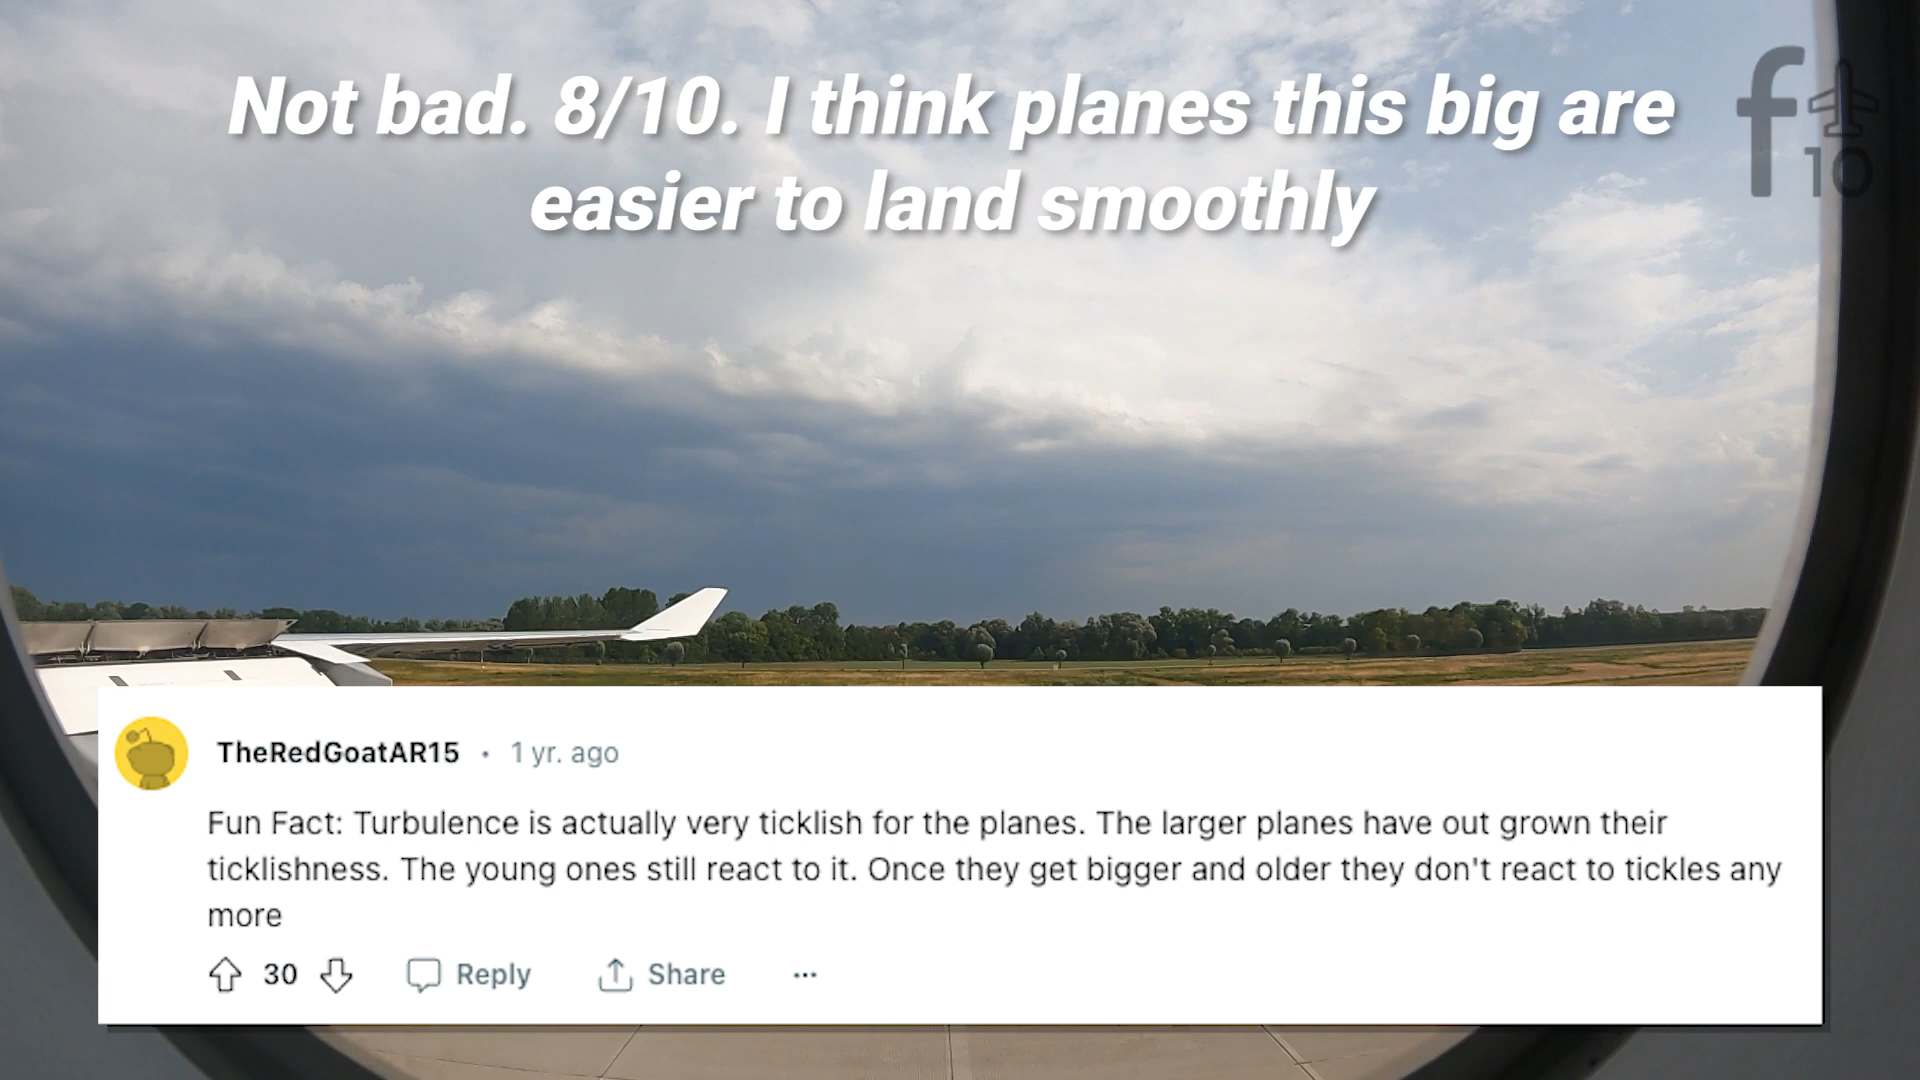 Not bad. 8/10. I think planes this big are
easier to land smoothly
f
10
TheRedGoatAR15 • 1 yr. ago
Fun Fact: Turbulence is actually very ticklish for the planes. The larger planes have out grown their
ticklishness. The young ones still react to it. Once they get bigger and older they don't react to tickles any
more
30 Reply Share ...